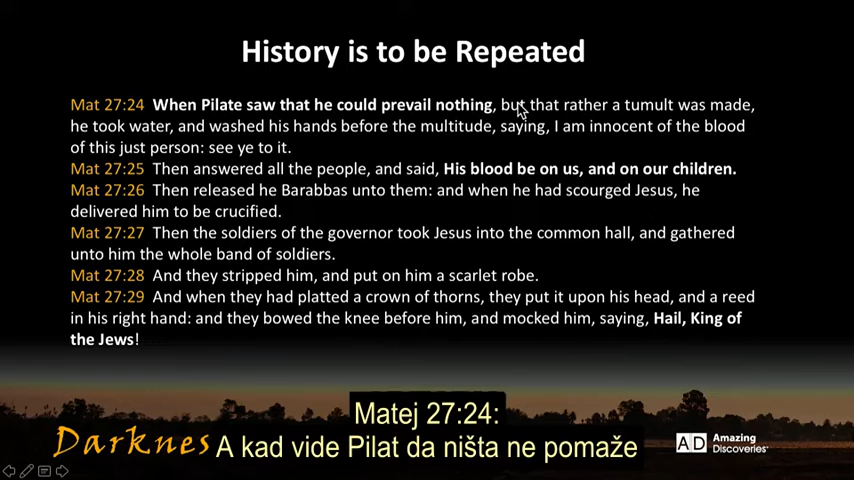 History is to be Repeated
Mat 27:24 When Pilate saw that he could prevail nothing, but that rather a tumult was made,
he took water, and washed his hands before the multitude, saying, I am innocent of the blood
of this just person: see ye to it.
Mat 27:25 Then answered all the people, and said, His blood be on us, and on our children.
Mat 27:26 Then released he Barabbas unto them: and when he had scourged Jesus, he
delivered him to be crucified.
Mat 27:27 Then the soldiers of the governor took Jesus into the common hall, and gathered
unto him the whole band of soldiers.
Mat 27:28 And they stripped him, and put on him a scarlet robe.
Mat 27:29 And when they had platted a crown of thorns, they put it upon his head, and a reed
in his right hand: and they bowed the knee before him, and mocked him, saying, Hail, King of
the Jews!
Matej 27:24:
Darknes
A kad vide Pilat da ništa ne pomaže
AD Amazing
Discoveries™